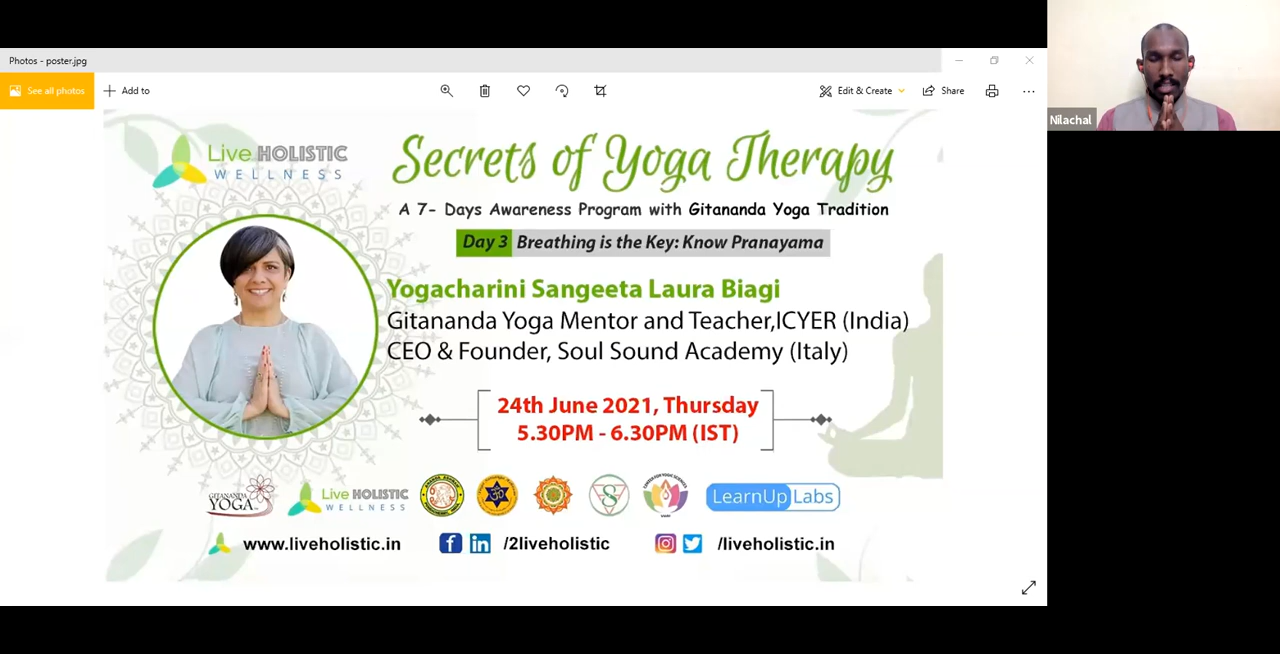 Photos - poster.jpg
See all photos
Add to
Edit & Create
Share
Nilachal
Live HOLISTIC
WELLNESS
Secrets of Yoga Therapy
A 7- Days Awareness Program with Gitananda Yoga Tradition
Day 3 Breathing is the Key: Know Pranayama
Yogacharini Sangeeta Laura Biagi
Gitananda Yoga Mentor and Teacher,ICYER (India)
CEO & Founder, Soul Sound Academy (Italy)
24th June 2021, Thursday
5.30PM - 6.30PM (IST)
GITANANDA
YOGA
Live HOLISTIC
WELLNESS
LearnUp Labs
www.liveholistic.in
/2liveholistic
/liveholistic.in